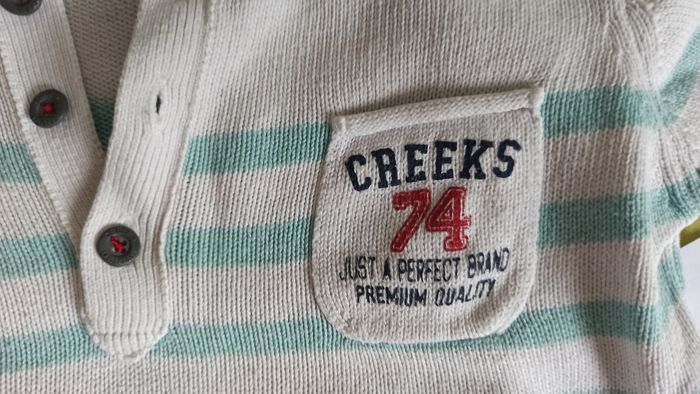 CREEKS
74
JUST A PERFECT BRAND
PREMIUM QUALITY